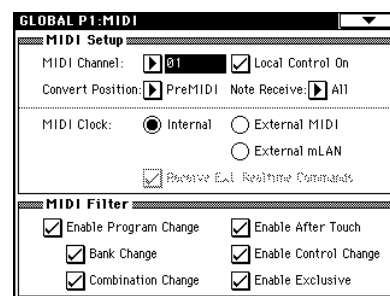 GLOBAL P1:MIDI
MIDI Setup
MIDI Channel: 01 Local Control On
Convert Position: PreMIDI Note Receive: All
MIDI Clock: Internal External MIDI
External mLAN
Receive Ext. Realtime Commands
MIDI Filter
Enable Program Change Enable After Touch
Bank Change Enable Control Change
Combination Change Enable Exclusive